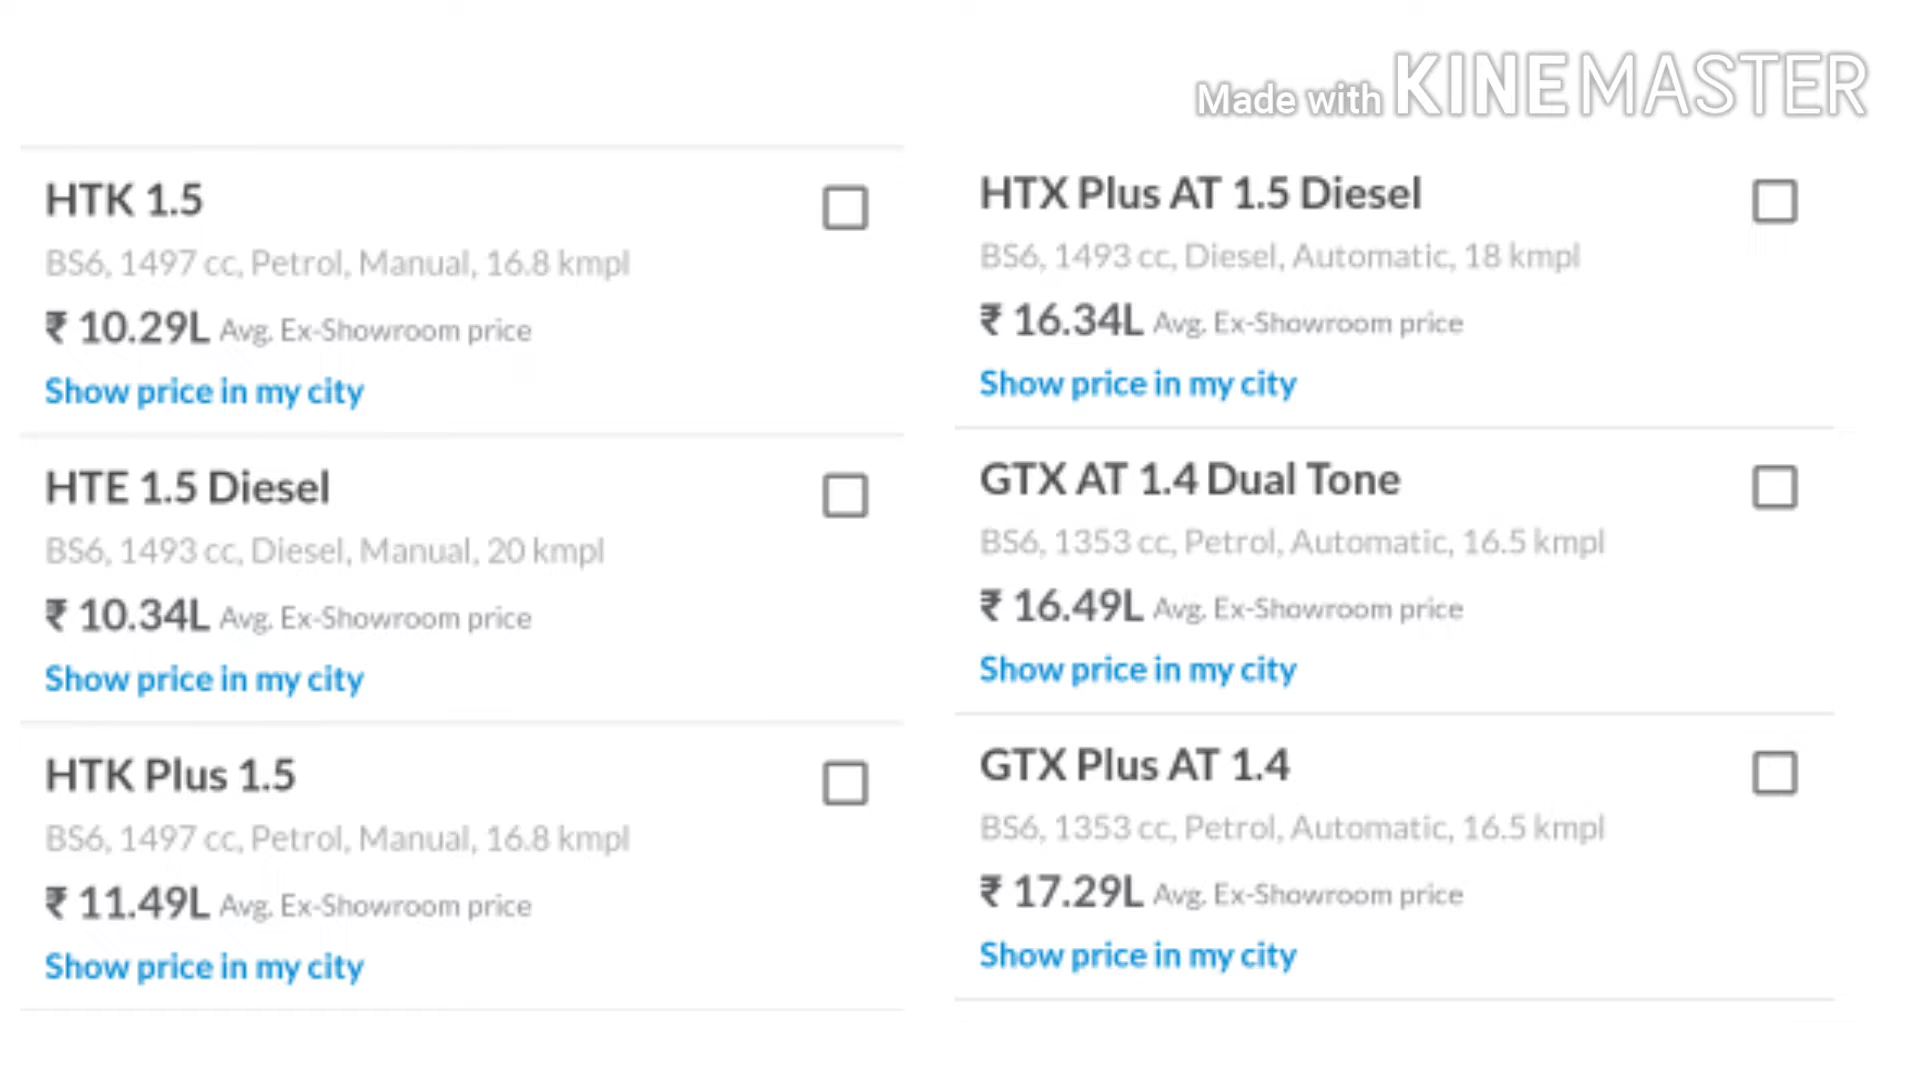 Made with KINEMASTER
HTK 1.5
BS6, 1497 cc, Petrol, Manual, 16.8 kmpl
₹ 10.29L Avg. Ex-Showroom price
Show price in my city
HTE 1.5 Diesel
BS6, 1493 cc, Diesel, Manual, 20 kmpl
₹ 10.34L Avg. Ex-Showroom price
Show price in my city
HTK Plus 1.5
BS6, 1497 cc, Petrol, Manual, 16.8 kmpl
₹ 11.49L Avg. Ex-Showroom price
Show price in my city
HTX Plus AT 1.5 Diesel
BS6, 1493 cc, Diesel, Automatic, 18 kmpl
₹ 16.34L Avg. Ex-Showroom price
Show price in my city
GTX AT 1.4 Dual Tone
BS6, 1353 cc, Petrol, Automatic, 16.5 kmpl
₹ 16.49L Avg. Ex-Showroom price
Show price in my city
GTX Plus AT 1.4
BS6, 1353 cc, Petrol, Automatic, 16.5 kmpl
₹ 17.29L Avg. Ex-Showroom price
Show price in my city